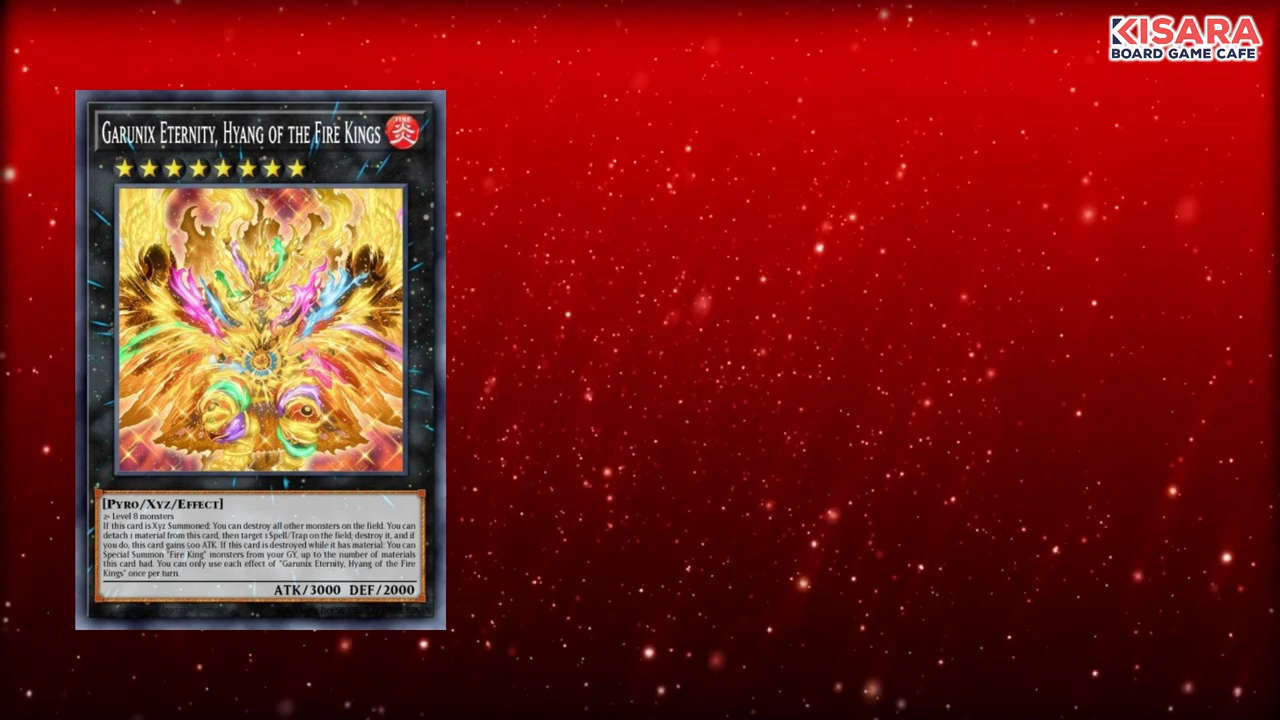 KISARA
BOARD GAME CAFE
GARUNIX ETERNITY, HYANG OF THE FIRE KINGS
FIRE
炎
[PYRO/XYZ/EFFECT]
2+ Level 8 monsters
If this card is Xyz Summoned: You can destroy all other monsters on the field. You can
detach 1 material from this card, then target 1 Spell/Trap on the field; destroy it, and if
you do, this card gains 500 ATK. If this card is destroyed while it has material: You can
Special Summon "Fire King" monsters from your GY, up to the number of materials
this card had. You can only use each effect of "Garunix Eternity, Hyang of the Fire
Kings" once per turn.
ATK/3000 DEF/2000